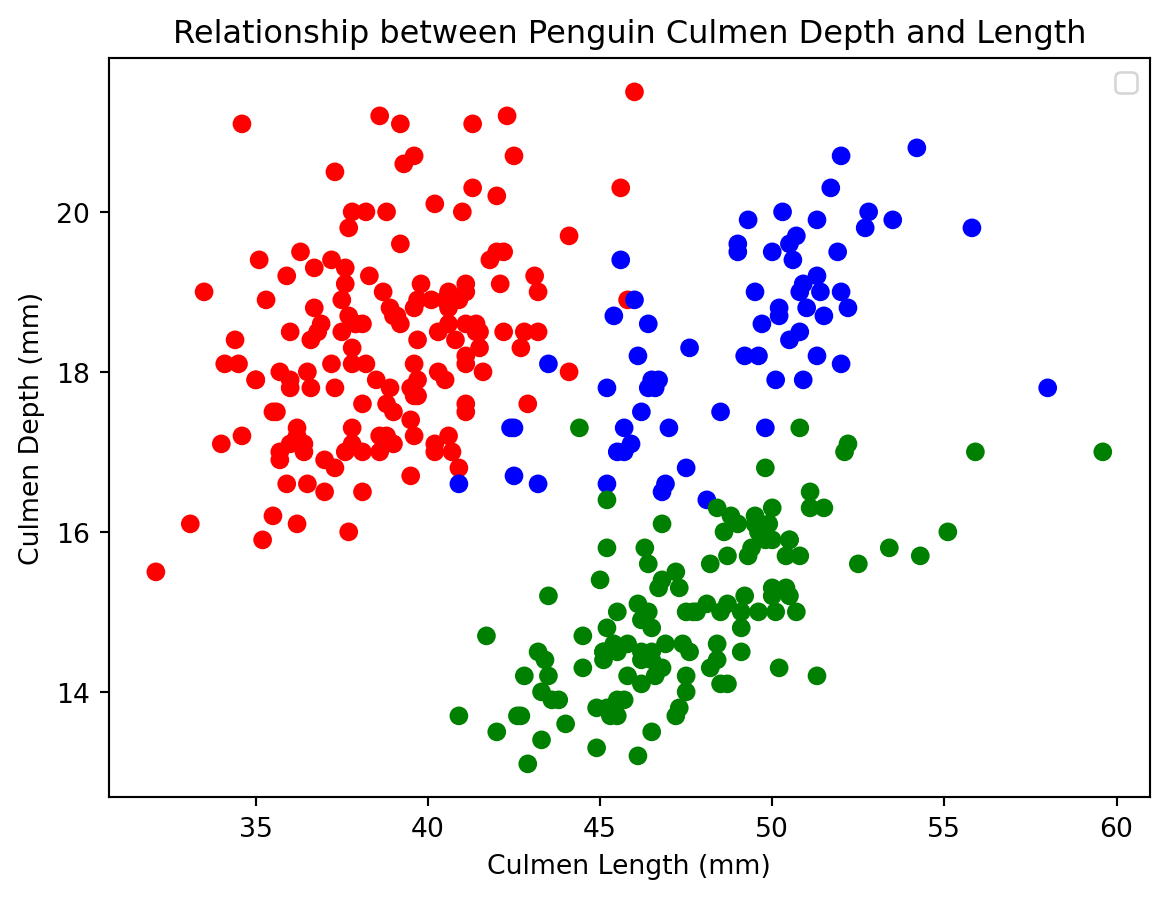 Relationship between Penguin Culmen Depth and Length
Culmen Depth (mm)
20
18
16
14
35 40 45 50 55 60
Culmen Length (mm)